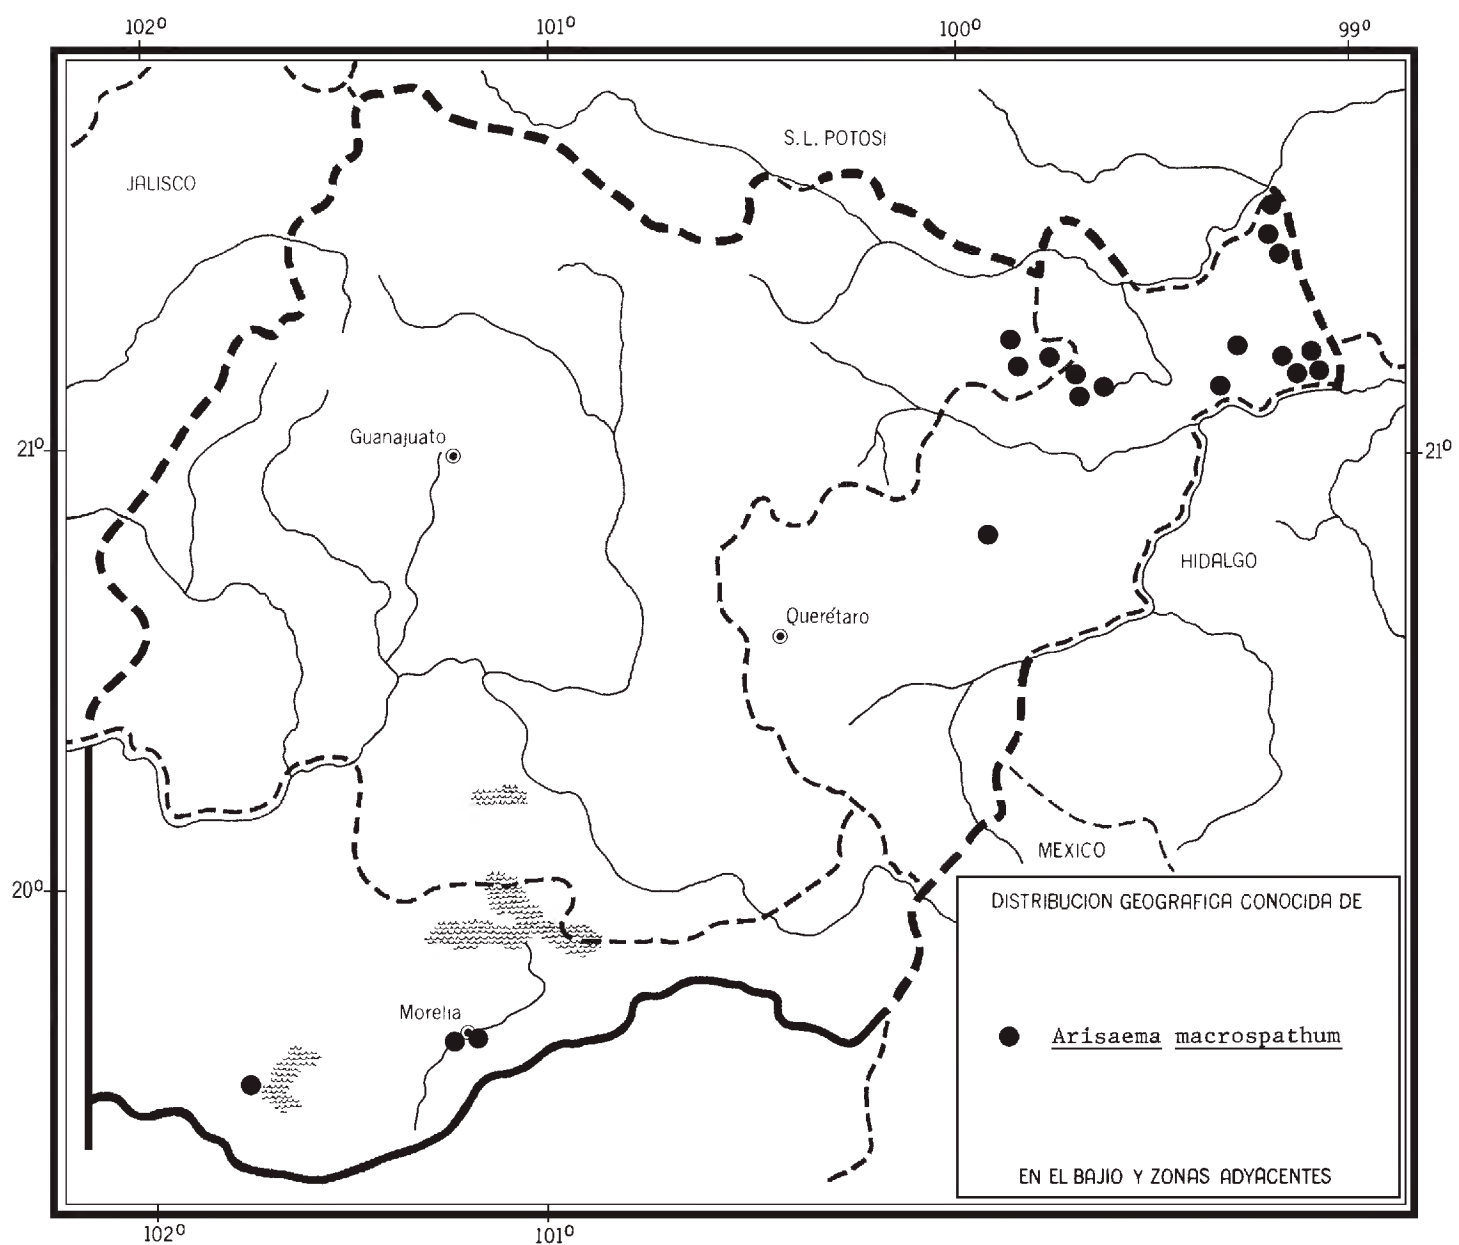 102º 101º 100º 99º
S.L. POTOSI
JALISCO
Guanajuato
21º 21º
HIDALGO
Querétaro
MEXICO
20º
DISTRIBUCION GEOGRAFICA CONOCIDA DE
Morelia
Arisaema macrospathum
EN EL BAJIO Y ZONAS ADYACENTES
102º 101º